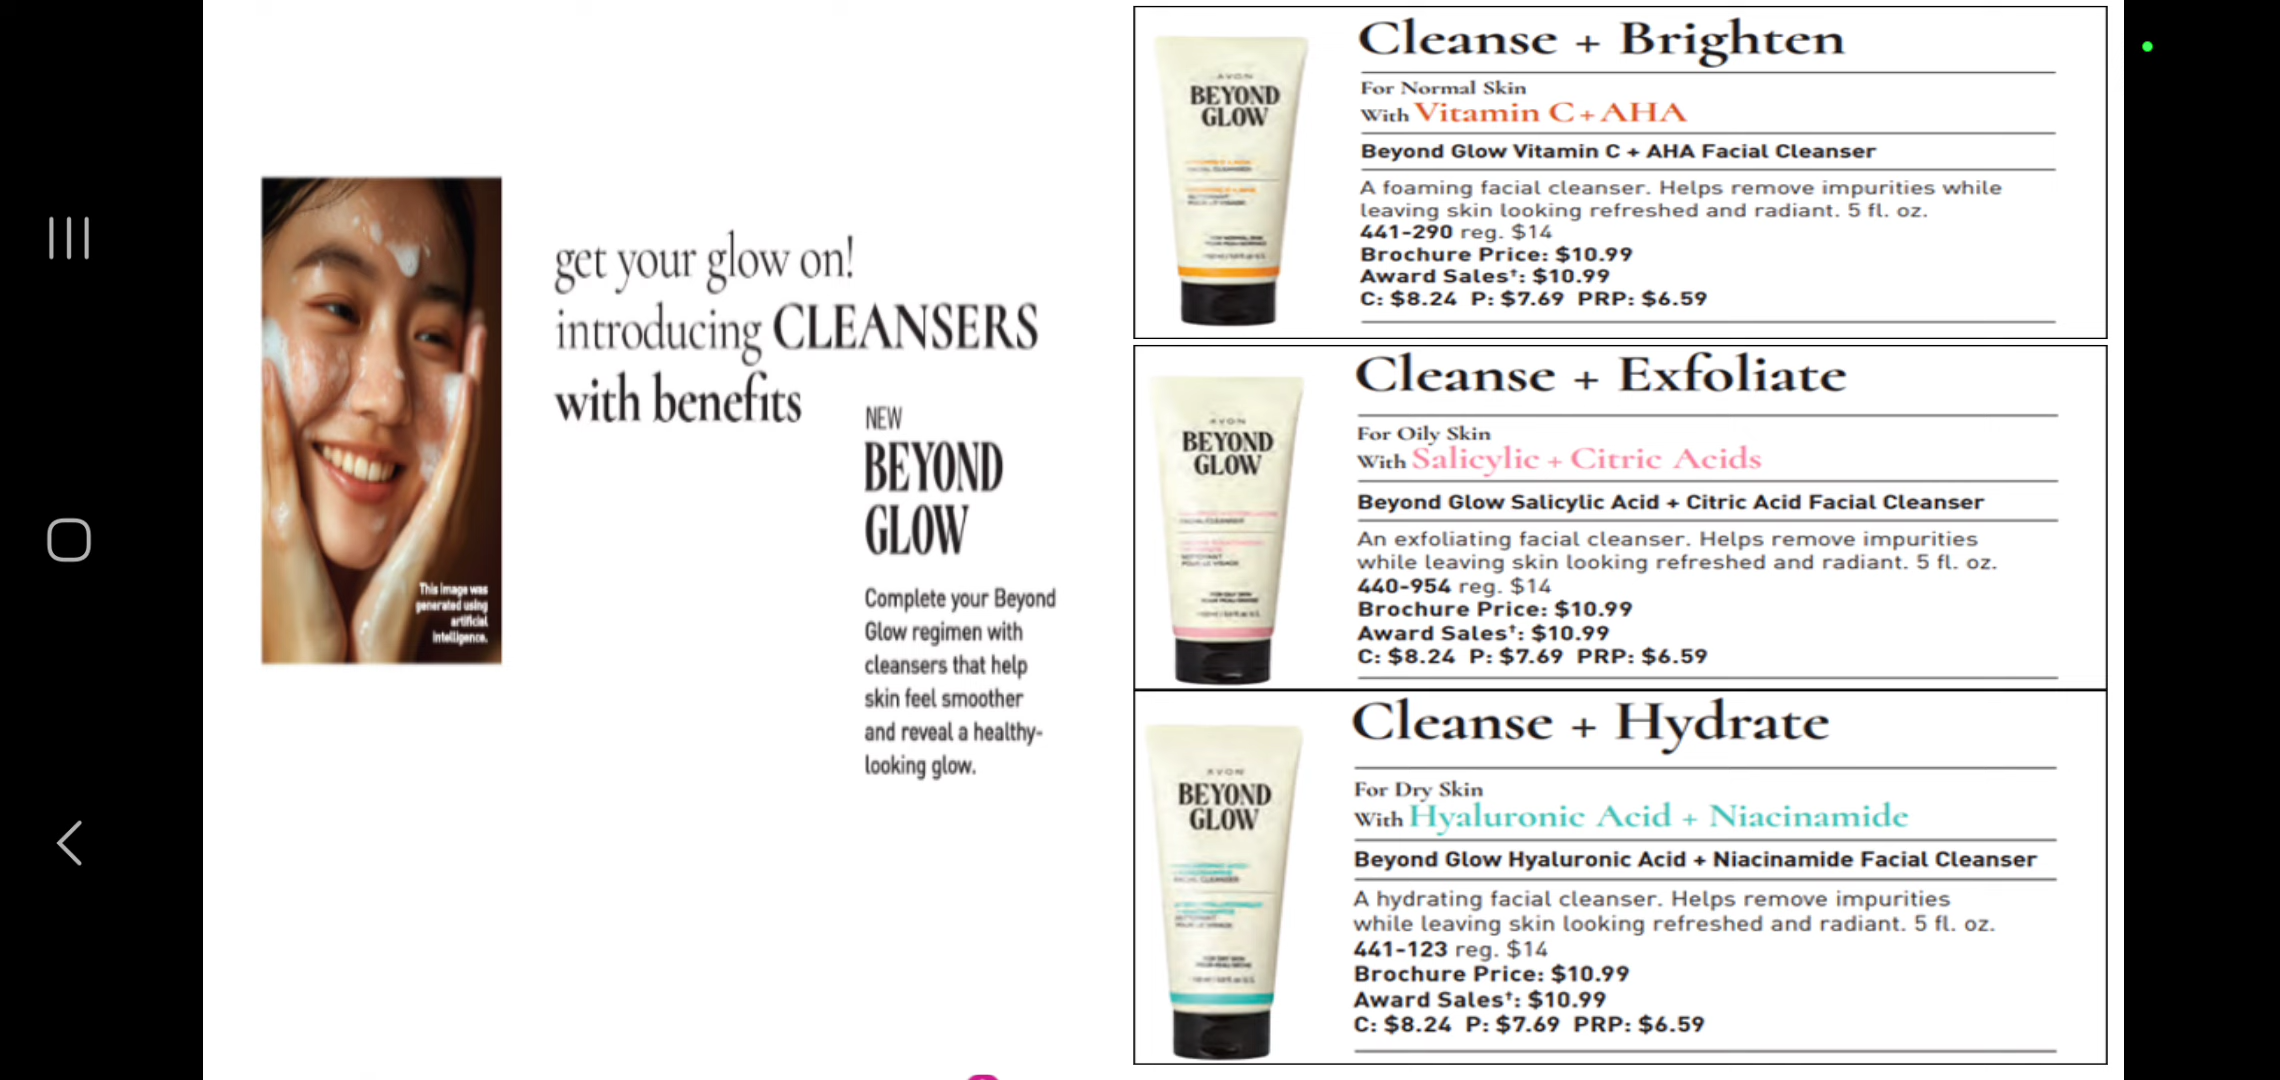 get your glow on!
introducing CLEANSERS
with benefits
NEW
BEYOND
GLOW
Complete your Beyond
Glow regimen with
cleansers that help
skin feel smoother
and reveal a healthy-
looking glow.
This image was
generated using
artificial
intelligence.
Cleanse + Brighten
For Normal Skin
With Vitamin C + AHA
Beyond Glow Vitamin C + AHA Facial Cleanser
A foaming facial cleanser. Helps remove impurities while
leaving skin looking refreshed and radiant. 5 fl. oz.
441-290 reg. $14
Brochure Price: $10.99
Award Sales†: $10.99
C: $8.24 P: $7.69 PRP: $6.59
AVON
BEYOND
GLOW
Cleanse + Exfoliate
For Oily Skin
With Salicylic + Citric Acids
Beyond Glow Salicylic Acid + Citric Acid Facial Cleanser
An exfoliating facial cleanser. Helps remove impurities
while leaving skin looking refreshed and radiant. 5 fl. oz.
440-954 reg. $14
Brochure Price: $10.99
Award Sales†: $10.99
C: $8.24 P: $7.69 PRP: $6.59
AVON
BEYOND
GLOW
Cleanse + Hydrate
For Dry Skin
With Hyaluronic Acid + Niacinamide
Beyond Glow Hyaluronic Acid + Niacinamide Facial Cleanser
A hydrating facial cleanser. Helps remove impurities
while leaving skin looking refreshed and radiant. 5 fl. oz.
441-123 reg. $14
Brochure Price: $10.99
Award Sales†: $10.99
C: $8.24 P: $7.69 PRP: $6.59
AVON
BEYOND
GLOW